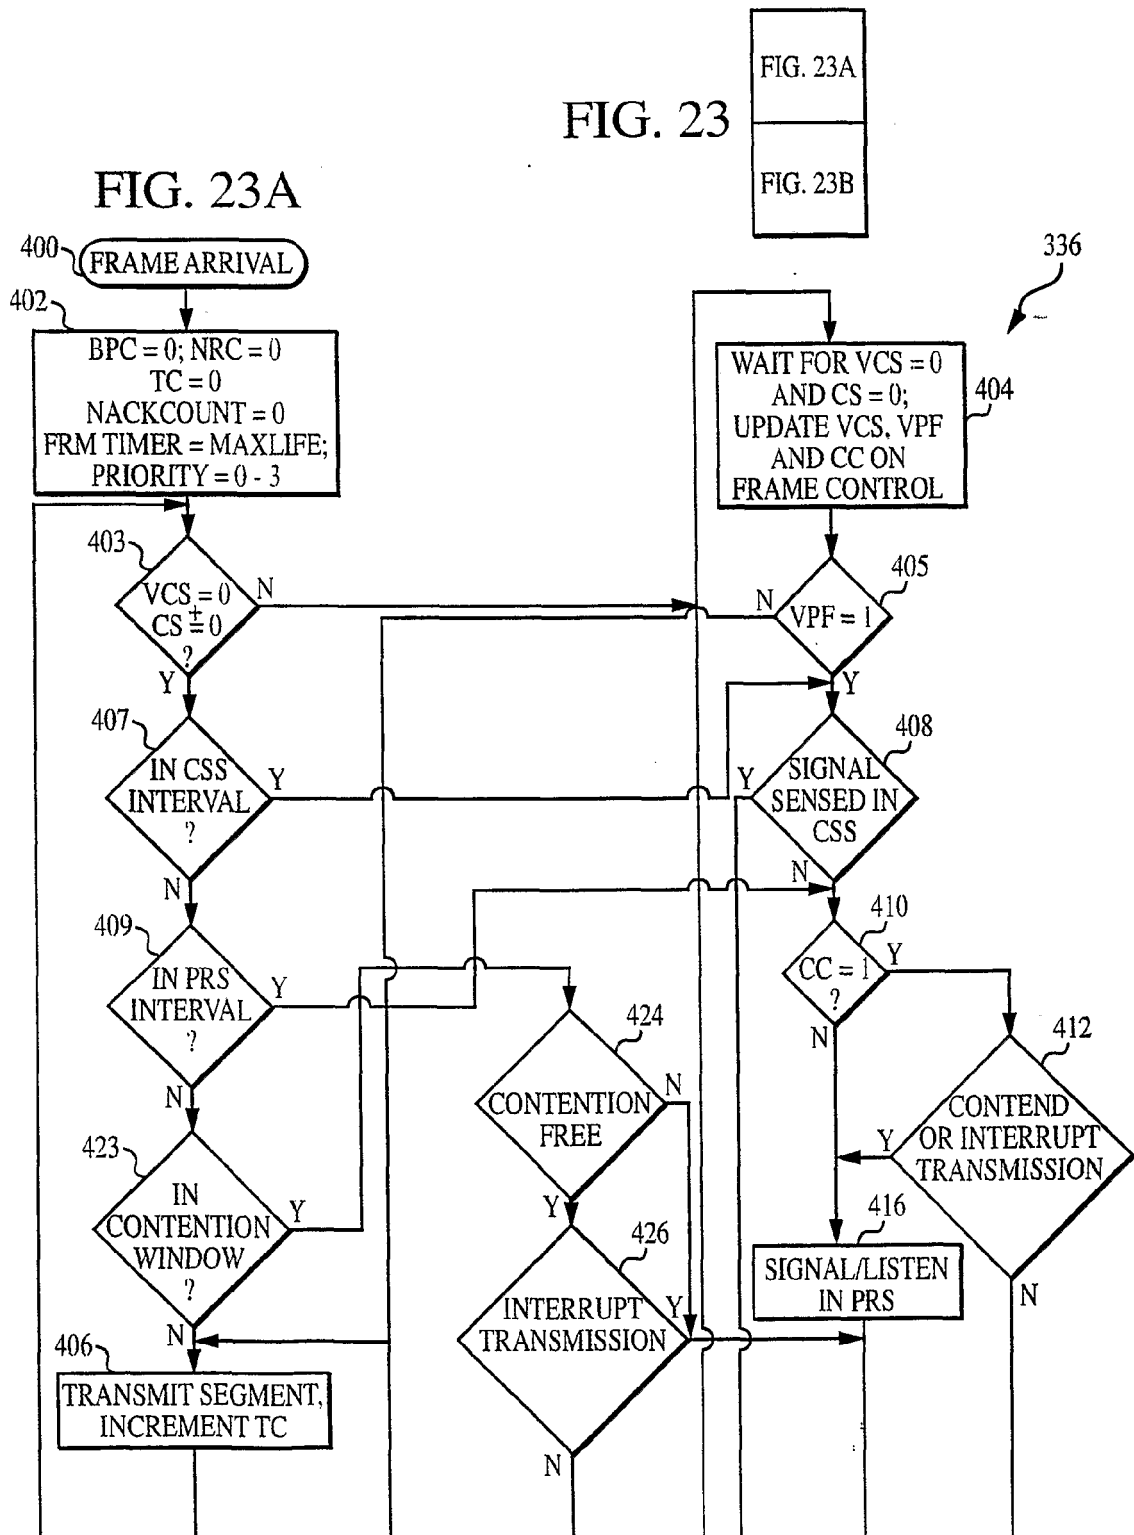 FIG. 23
FIG. 23A
FIG. 23B
FIG. 23A
336
400
FRAME ARRIVAL
402
BPC = 0; NRC = 0
TC = 0
NACKCOUNT = 0
FRM TIMER = MAXLIFE;
PRIORITY = 0 - 3
WAIT FOR VCS = 0
AND CS = 0;
UPDATE VCS, VPF
AND CC ON
FRAME CONTROL
404
403
VCS = 0
+
CS = 0
?
N
Y
405
VPF = 1
N
Y
407
IN CSS
INTERVAL
?
Y
N
408
SIGNAL
SENSED IN
CSS
Y
N
409
IN PRS
INTERVAL
?
Y
N
410
CC = 1
?
Y
N
424
CONTENTION
FREE
N
Y
412
CONTEND
OR INTERRUPT
TRANSMISSION
Y
N
423
IN
CONTENTION
WINDOW
?
Y
N
426
INTERRUPT
TRANSMISSION
Y
N
416
SIGNAL/LISTEN
IN PRS
406
TRANSMIT SEGMENT,
INCREMENT TC